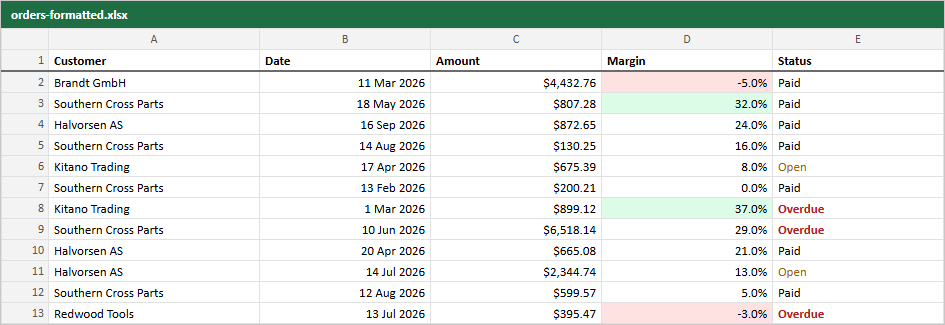 orders-formatted.xlsx
A B C D E
1 Customer Date Amount Margin Status
2 Brandt GmbH 11 Mar 2026 $4,432.76 -5.0% Paid
3 Southern Cross Parts 18 May 2026 $807.28 32.0% Paid
4 Halvorsen AS 16 Sep 2026 $872.65 24.0% Paid
5 Southern Cross Parts 14 Aug 2026 $130.25 16.0% Paid
6 Kitano Trading 17 Apr 2026 $675.39 8.0% Open
7 Southern Cross Parts 13 Feb 2026 $200.21 0.0% Paid
8 Kitano Trading 1 Mar 2026 $899.12 37.0% Overdue
9 Southern Cross Parts 10 Jun 2026 $6,518.14 29.0% Overdue
10 Halvorsen AS 20 Apr 2026 $665.08 21.0% Paid
11 Halvorsen AS 14 Jul 2026 $2,344.74 13.0% Open
12 Southern Cross Parts 12 Aug 2026 $599.57 5.0% Paid
13 Redwood Tools 13 Jul 2026 $395.47 -3.0% Overdue